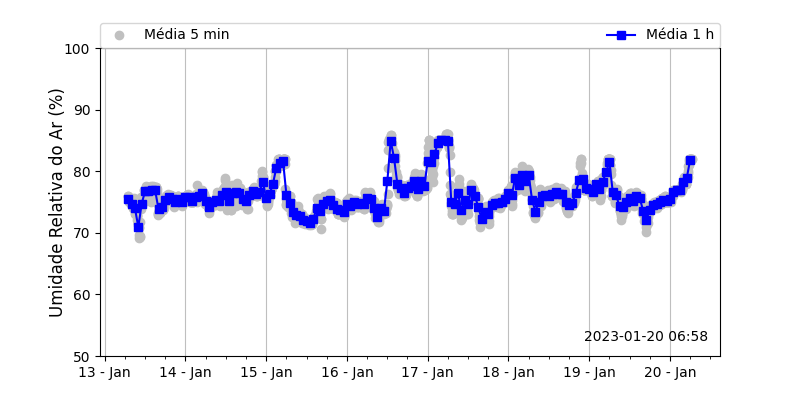 Média 5 min
Média 1 h
Umidade Relativa do Ar (%)
100
90
80
70
60
50
2023-01-20 06:58
13 - Jan
14 - Jan
15 - Jan
16 - Jan
17 - Jan
18 - Jan
19 - Jan
20 - Jan